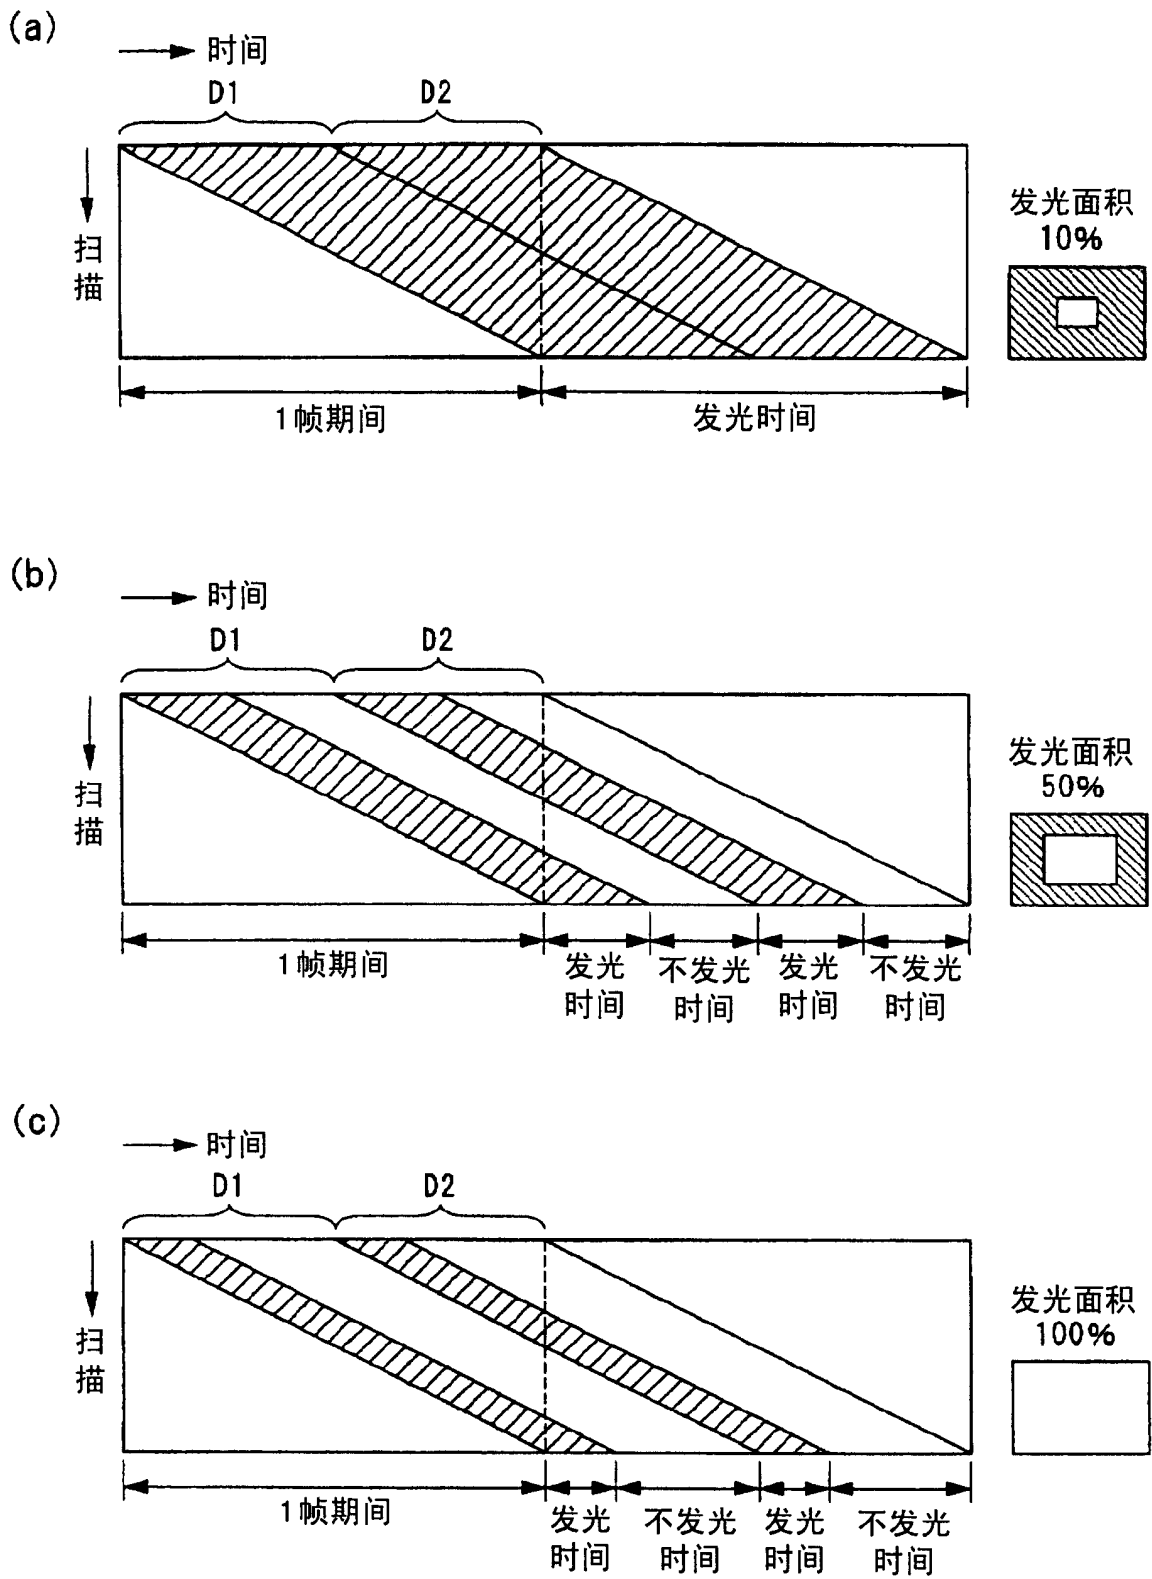 (a)
时间
D1 D2
扫描
发光面积
10%
1帧期间 发光时间
(b)
时间
D1 D2
扫描
发光面积
50%
1帧期间 发光时间 不发光时间 发光时间 不发光时间
(c)
时间
D1 D2
扫描
发光面积
100%
1帧期间 发光时间 不发光时间 发光时间 不发光时间